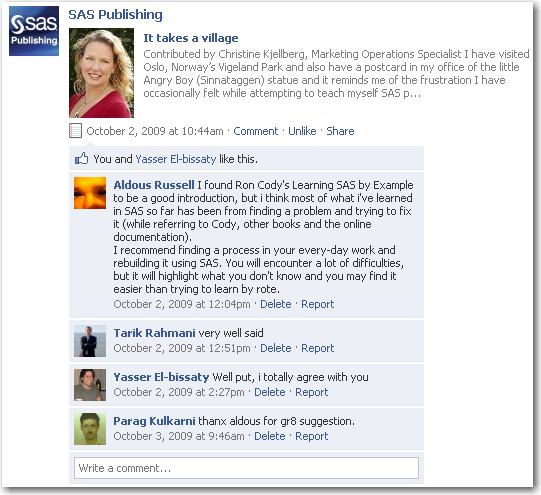 sas
Publishing
SAS Publishing
It takes a village
Contributed by Christine Kjellberg, Marketing Operations Specialist I have visited
Oslo, Norway's Vigeland Park and also have a postcard in my office of the little
Angry Boy (Sinnataggen) statue and it reminds me of the frustration I have
occasionally felt while attempting to teach myself SAS p...
October 2, 2009 at 10:44am · Comment · Unlike · Share
You and Yasser El-bissaty like this.
Aldous Russell I found Ron Cody's Learning SAS by Example
to be a good introduction, but i think most of what i've learned
in SAS so far has been from finding a problem and trying to fix
it (while referring to Cody, other books and the online
documentation).
I recommend finding a process in your every-day work and
rebuilding it using SAS. You will encounter a lot of difficulties,
but it will highlight what you don't know and you may find it
easier than trying to learn by rote.
October 2, 2009 at 12:04pm · Delete · Report
Tarik Rahmani very well said
October 2, 2009 at 12:51pm · Delete · Report
Yasser El-bissaty Well put, i totally agree with you
October 2, 2009 at 2:27pm · Delete · Report
Parag Kulkarni thanx aldous for gr8 suggestion.
October 3, 2009 at 9:46am · Delete · Report
Write a comment...